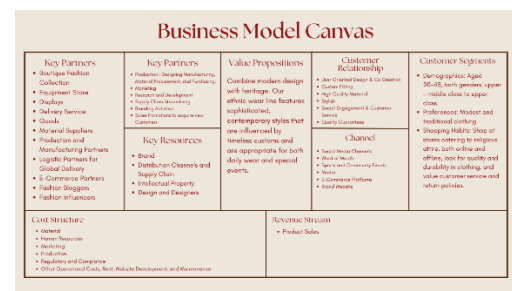 Business Model Canvas
Key Partners
• Boutique Fashion
Collection
• Equipment Store
• Displays
• Delivery Service
• Goods
• Material Suppliers
• Production and
Manufacturing Partners
• Logistic Partners for
Global Delivery
• E-Commerce Partners
• Fashion Bloggers
• Fashion Influencers
Key Partners
• Production : Designing Manufacturing,
Material Procurement, and Purchasing.
• Marketing
• Research and Development
• Supply Chain Streamlining
• Branding Activities
• Sales Promotions to acquire new
Customers
Key Resources
• Brand
• Distribution Channels and
Supply Chain
• Intellectual Property
• Design and Designers
Value Propositions
Combine modern design
with heritage. Our
ethnic wear line features
sophisticated,
contemporary styles that
are influenced by
timeless customs and
are appropriate for both
daily wear and special
events.
Customer
Relationship
• User Oriented Design & Co Creation
• Custom Fitting
• High Quality Material
• Stylish
• Social Engagement & Customer
Service
• Quality Guarantees
Channel
• Social Media Channels
• Word of Mouth
• Sports and Community Events
• Media
• E-Commerce Platforms
• Brand Website
Customer Segments
• Demographics: Aged
20-45, both genders, upper
- middle class to upper
class.
• Preferences: Modest and
traditional clothing
• Shopping Habits: Shop at
stores catering to religious
attire, both online and
offline, look for quality and
durability in clothing, and
value customer service and
return policies.
Cost Structure
• Material
• Human Resources
• Marketing
• Production
• Regulatory and Compliance
• Other Operational Costs, Rent, Website Development, and Maintenance
Revenue Stream
• Product Sales